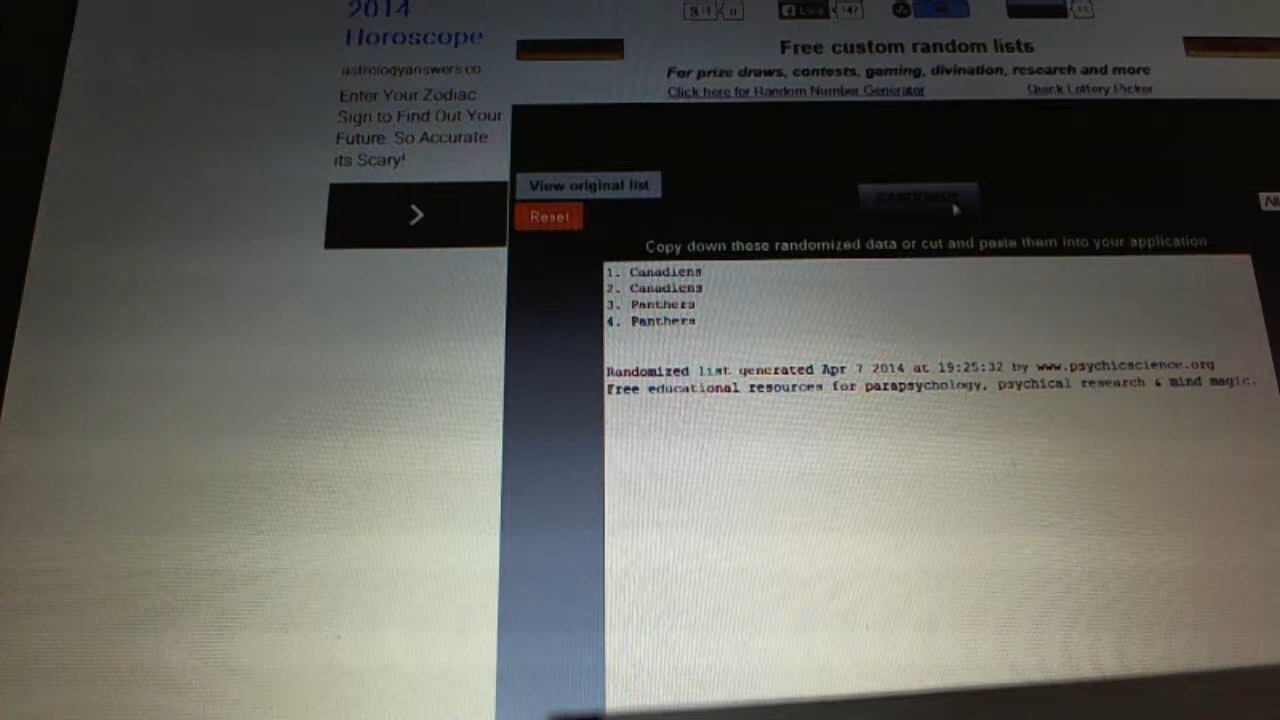 2014
Horoscope
astrologyanswers.co
Enter Your Zodiac
Sign to Find Out Your
Future. So Accurate
its Scary!
147
Free custom random lists
For prize draws, contests, gaming, divination, research and more
Click here for Random Number Generator
Quick Lottery Picker
View original list
Reset
Copy down these randomized data or cut and paste them into your application
1. Canadiens
2. Canadiens
3. Panthers
4. Panthers
Randomized list generated Apr 7 2014 at 19:25:32 by www.psychicscience.org
Free educational resources for parapsychology, psychical research & mind magic.